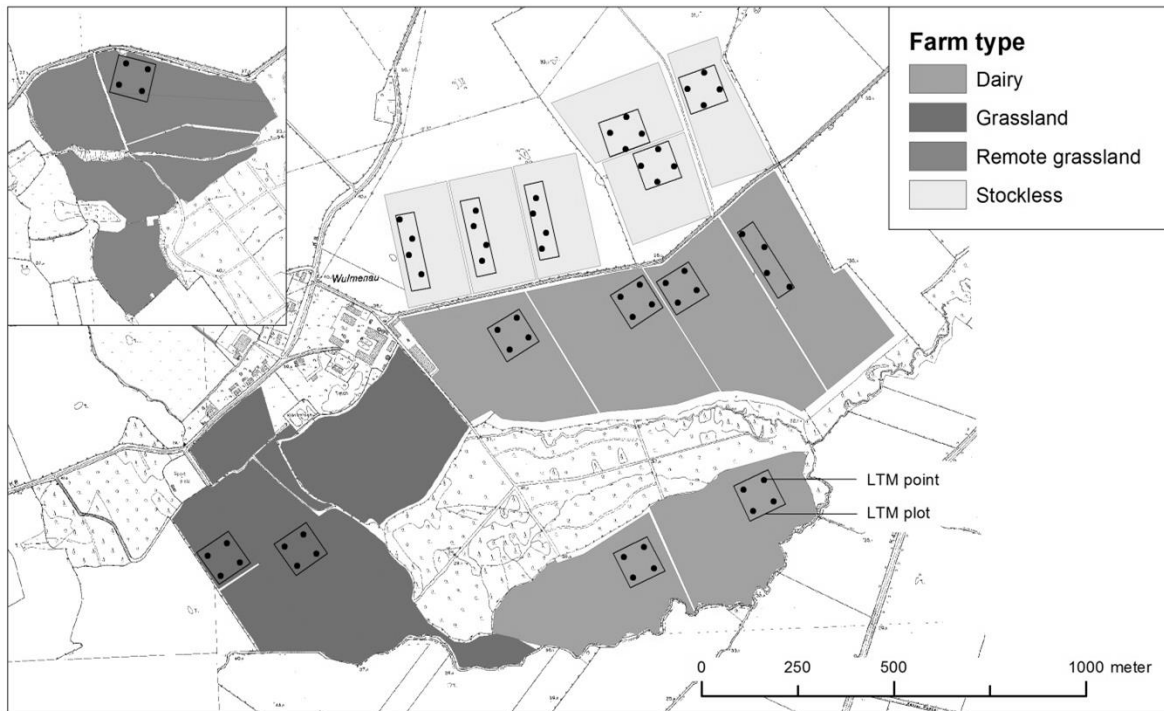 Farm type
Dairy
Grassland
Remote grassland
Stockless
Wulmenau
LTM point
LTM plot
0 250 500 1000 meter